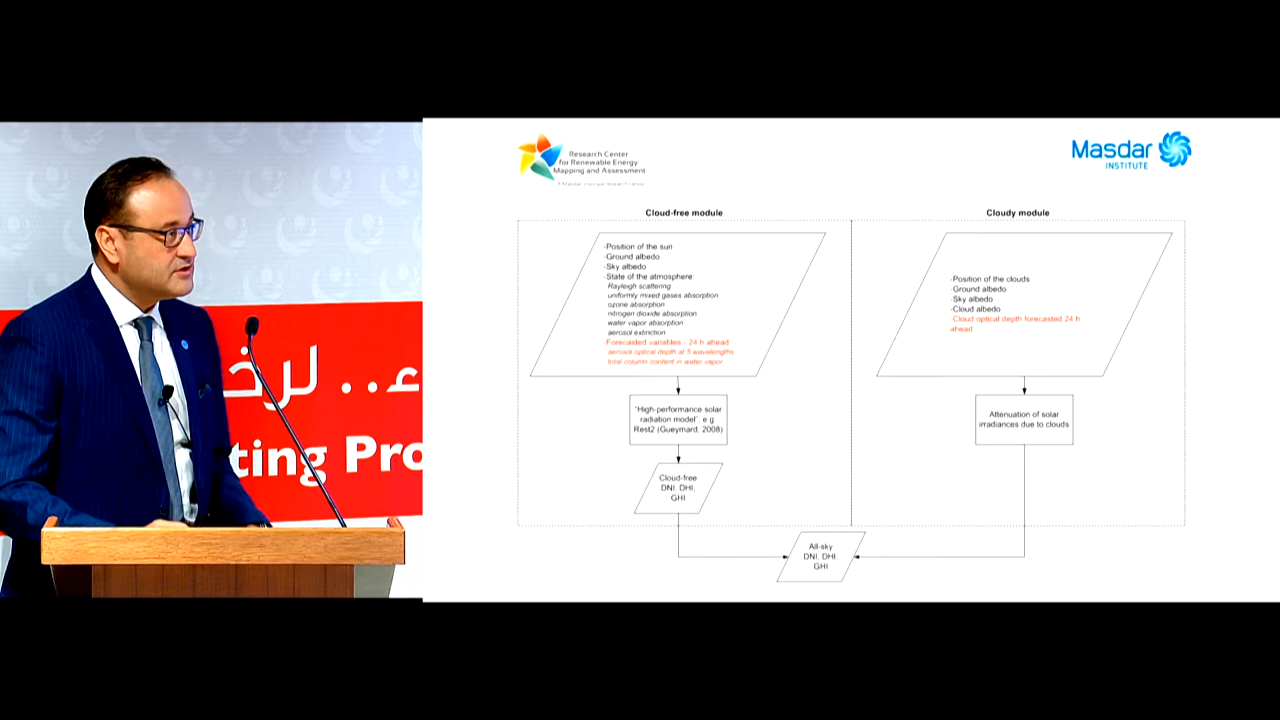 Research Center
for Renewable Energy
Mapping and Assessment
Masdar
INSTITUTE
Cloud-free module
-Position of the sun
-Ground albedo
-Sky albedo
-State of the atmosphere:
Rayleigh scattering
uniformly mixed gases absorption
ozone absorption
nitrogen dioxide absorption
water vapor absorption
aerosol extinction
-Forecasted variables - 24 h ahead
aerosol optical depth at 5 wavelengths
total column content in water vapor
"High-performance solar
radiation model": e.g
Rest2 (Gueymard, 2008)
Cloud-free
DNI, DHI,
GHI
Cloudy module
-Position of the clouds
-Ground albedo
-Sky albedo
-Cloud albedo
-Cloud optical depth forecasted 24 h
ahead
Attenuation of solar
irradiances due to clouds
All-sky
DNI, DHI,
GHI
ء.. لرخـ
ting Pro